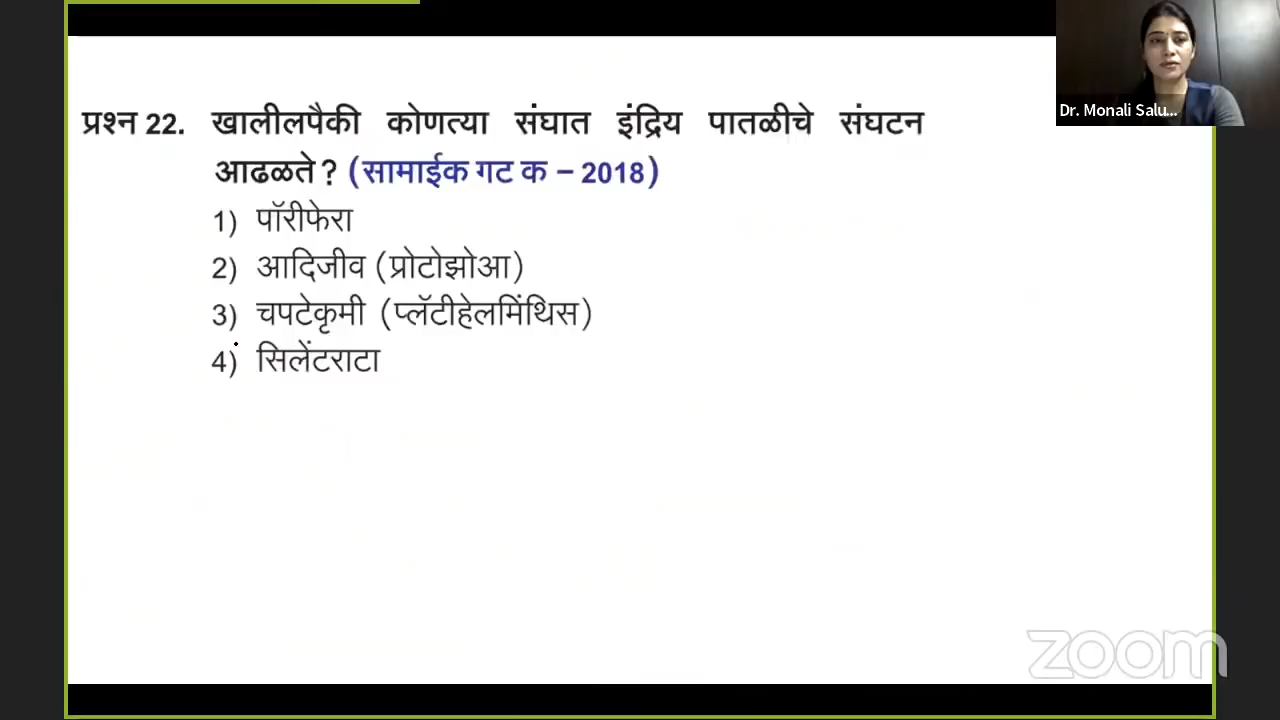 Dr. Monali Salu...
प्रश्न 22. खालीलपैकी कोणत्या संघात इंद्रिय पातळीचे संघटन
आढळते? (सामाईक गट क – 2018)
1) पॉरीफेरा
2) आदिजीव (प्रोटोझोआ)
3) चपटेकृमी (प्लॅटीहेलमिंथिस)
4) सिलेंटराटा
zoom